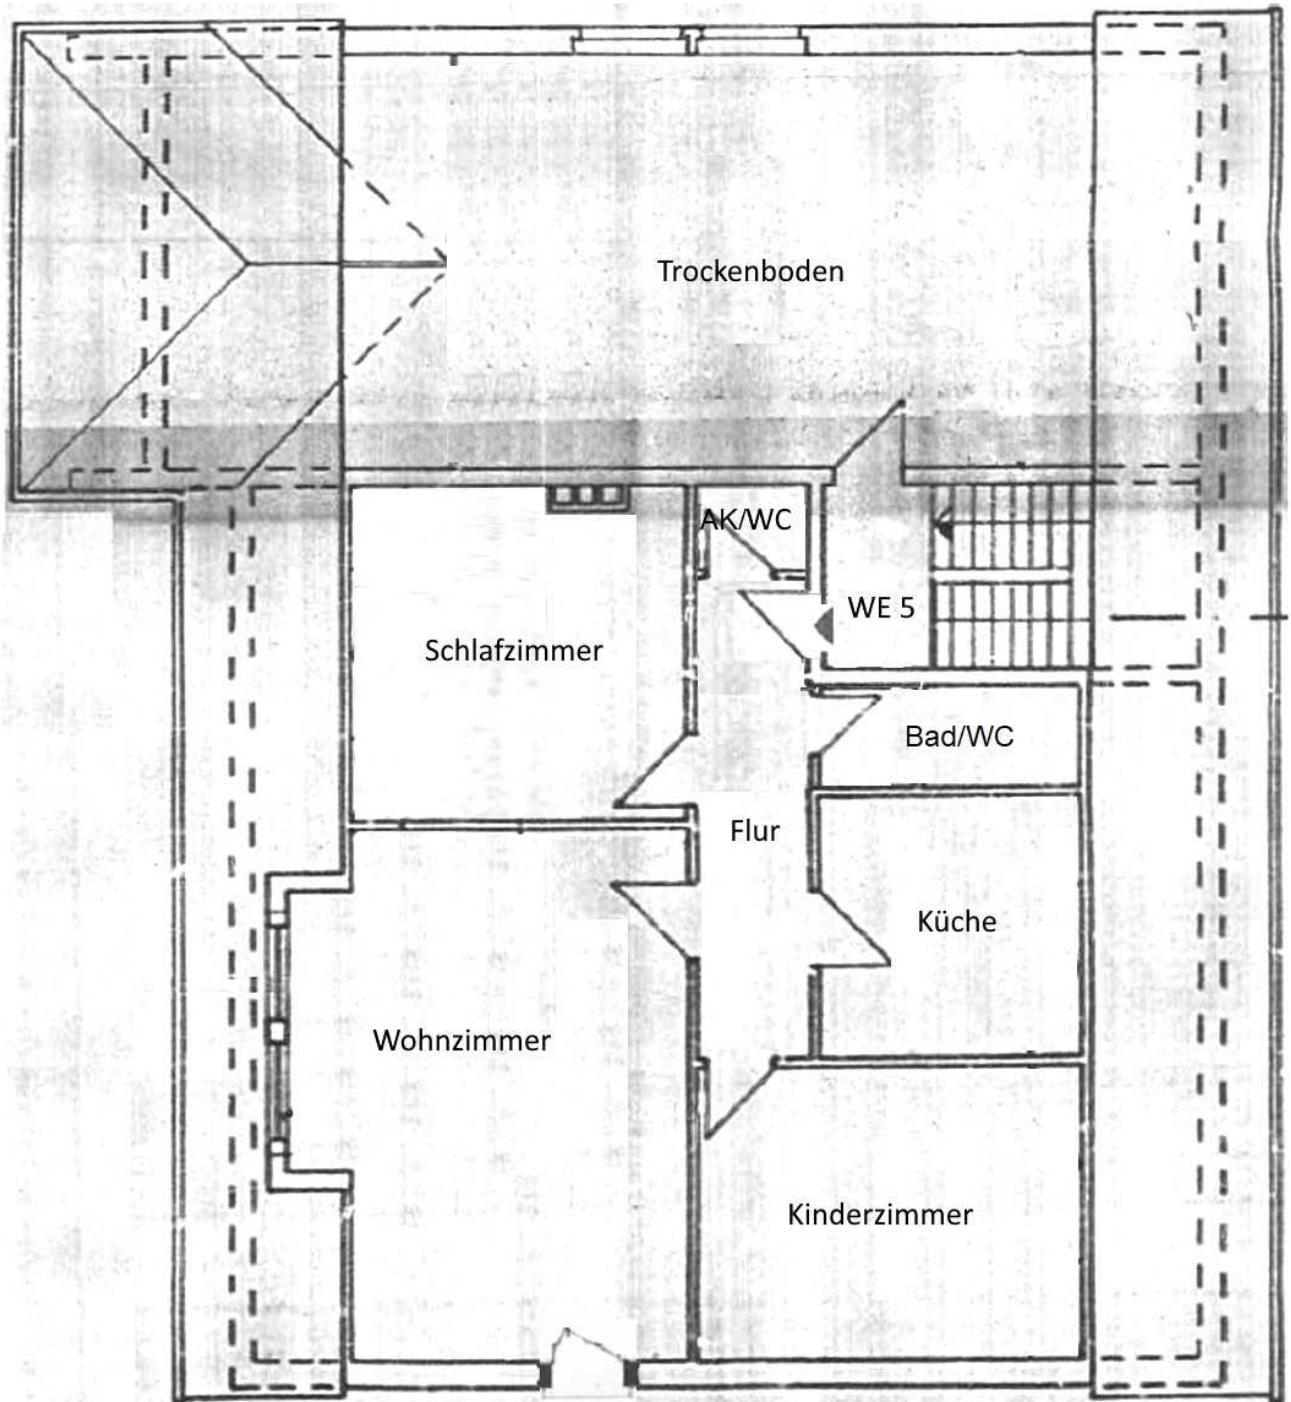 Trockenboden
AK/WC
WE 5
Schlafzimmer
Bad/WC
Flur
Küche
Wohnzimmer
Kinderzimmer